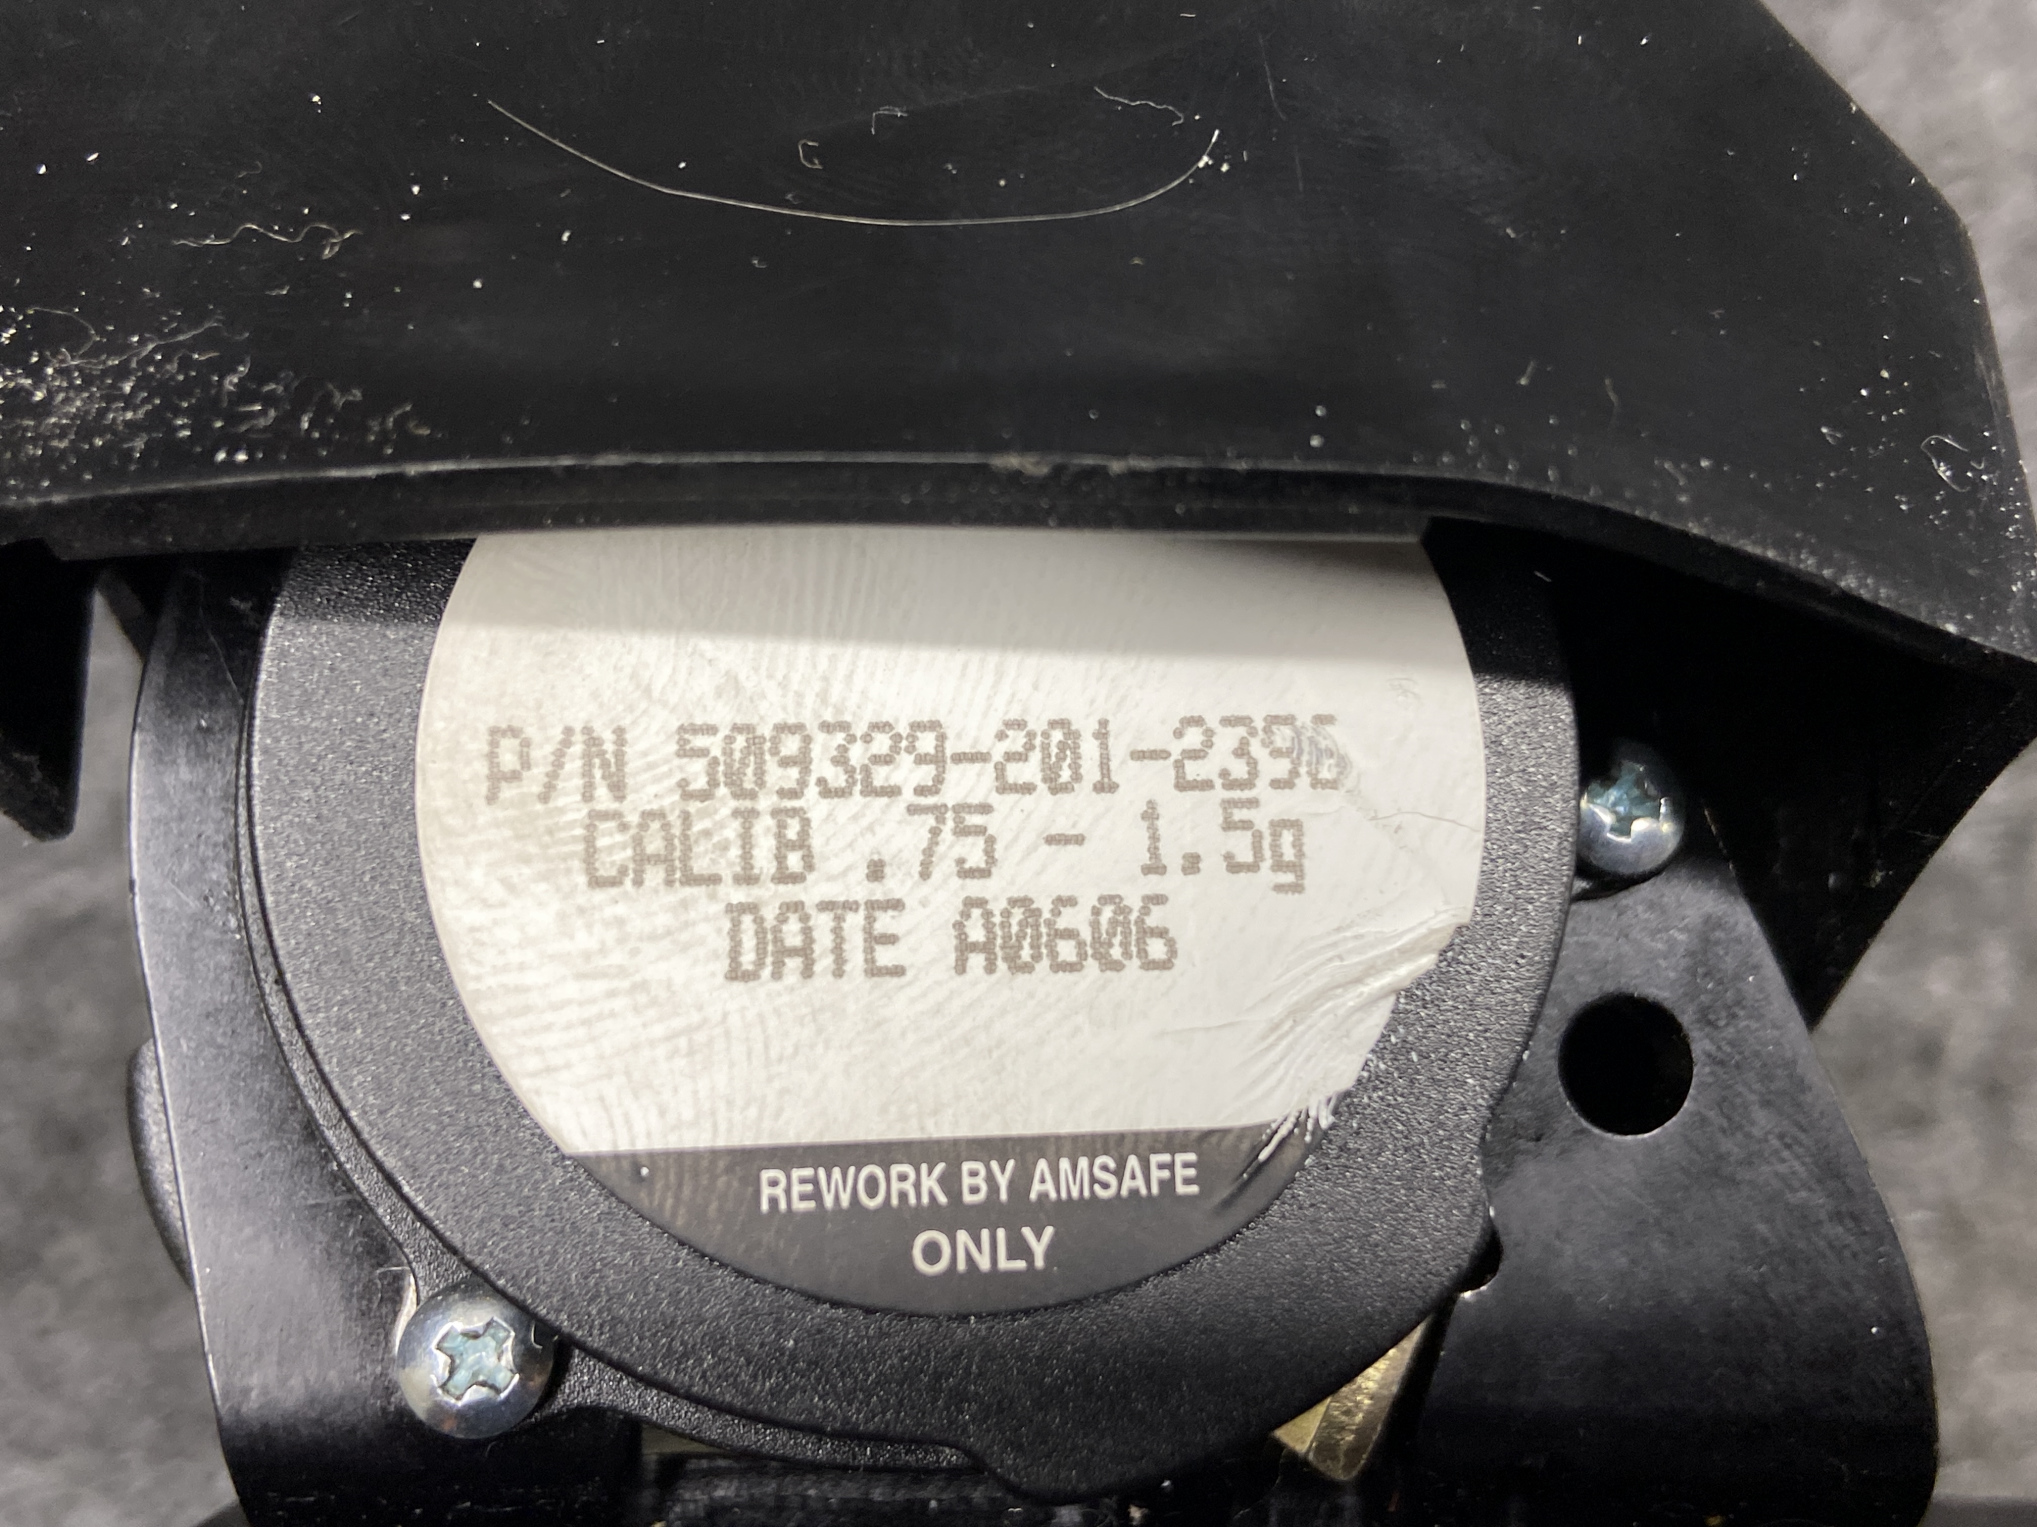 P/N 509329-201-2396
CALIB .75 - 1.5g
DATE A0606
REWORK BY AMSAFE
ONLY